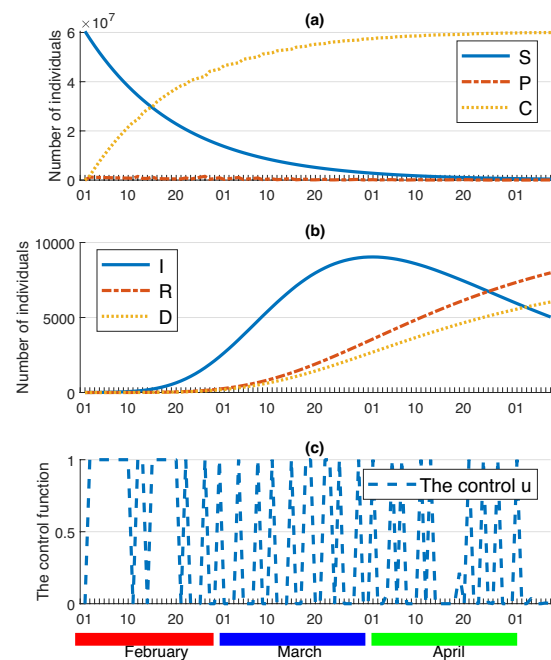 (a)
×10^7
Number of individuals
6
4
2
0
S
P
C
01 10 20 01 10 20 01 10 20 01
(b)
Number of individuals
10000
5000
0
I
R
D
01 10 20 01 10 20 01 10 20 01
(c)
The control function
1
0.5
0
The control u
01 10 20 01 10 20 01 10 20 01
February March April